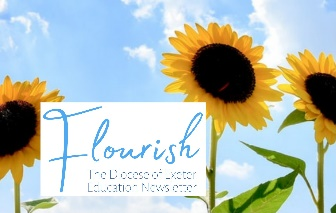 Flourish
The Diocese of Exeter
Education Newsletter